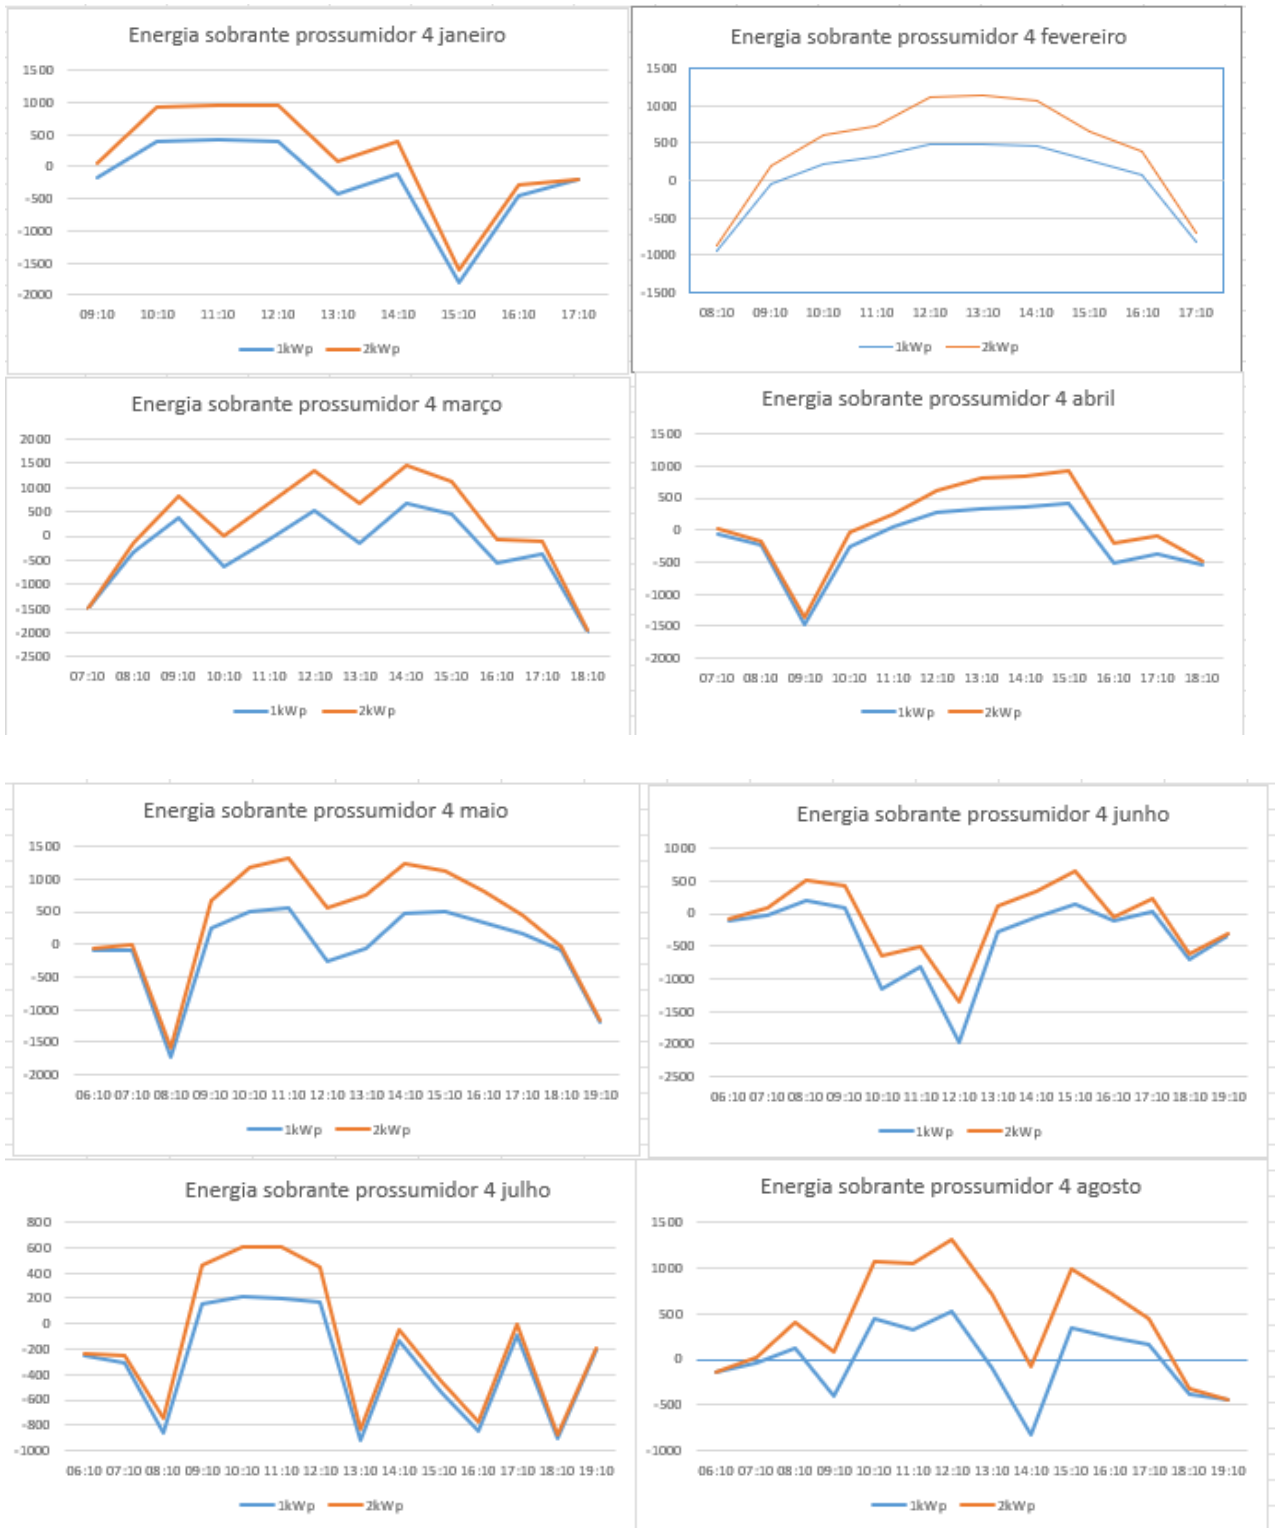 Energia sobrante prossumidor 4 janeiro
1500
1000
500
0
-500
-1000
-1500
-2000
09:10 10:10 11:10 12:10 13:10 14:10 15:10 16:10 17:10
1kWp 2kWp
Energia sobrante prossumidor 4 fevereiro
1500
1000
500
0
-500
-1000
-1500
08:10 09:10 10:10 11:10 12:10 13:10 14:10 15:10 16:10 17:10
1kWp 2kWp
Energia sobrante prossumidor 4 março
2000
1500
1000
500
0
-500
-1000
-1500
-2000
-2500
07:10 08:10 09:10 10:10 11:10 12:10 13:10 14:10 15:10 16:10 17:10 18:10
1kWp 2kWp
Energia sobrante prossumidor 4 abril
1500
1000
500
0
-500
-1000
-1500
-2000
07:10 08:10 09:10 10:10 11:10 12:10 13:10 14:10 15:10 16:10 17:10 18:10
1kWp 2kWp
Energia sobrante prossumidor 4 maio
1500
1000
500
0
-500
-1000
-1500
-2000
06:10 07:10 08:10 09:10 10:10 11:10 12:10 13:10 14:10 15:10 16:10 17:10 18:10 19:10
1kWp 2kWp
Energia sobrante prossumidor 4 junho
1000
500
0
-500
-1000
-1500
-2000
-2500
06:10 07:10 08:10 09:10 10:10 11:10 12:10 13:10 14:10 15:10 16:10 17:10 18:10 19:10
1kWp 2kWp
Energia sobrante prossumidor 4 julho
800
600
400
200
0
-200
-400
-600
-800
-1000
06:10 07:10 08:10 09:10 10:10 11:10 12:10 13:10 14:10 15:10 16:10 17:10 18:10 19:10
1kWp 2kWp
Energia sobrante prossumidor 4 agosto
1500
1000
500
0
-500
-1000
06:10 07:10 08:10 09:10 10:10 11:10 12:10 13:10 14:10 15:10 16:10 17:10 18:10 19:10
1kWp 2kWp